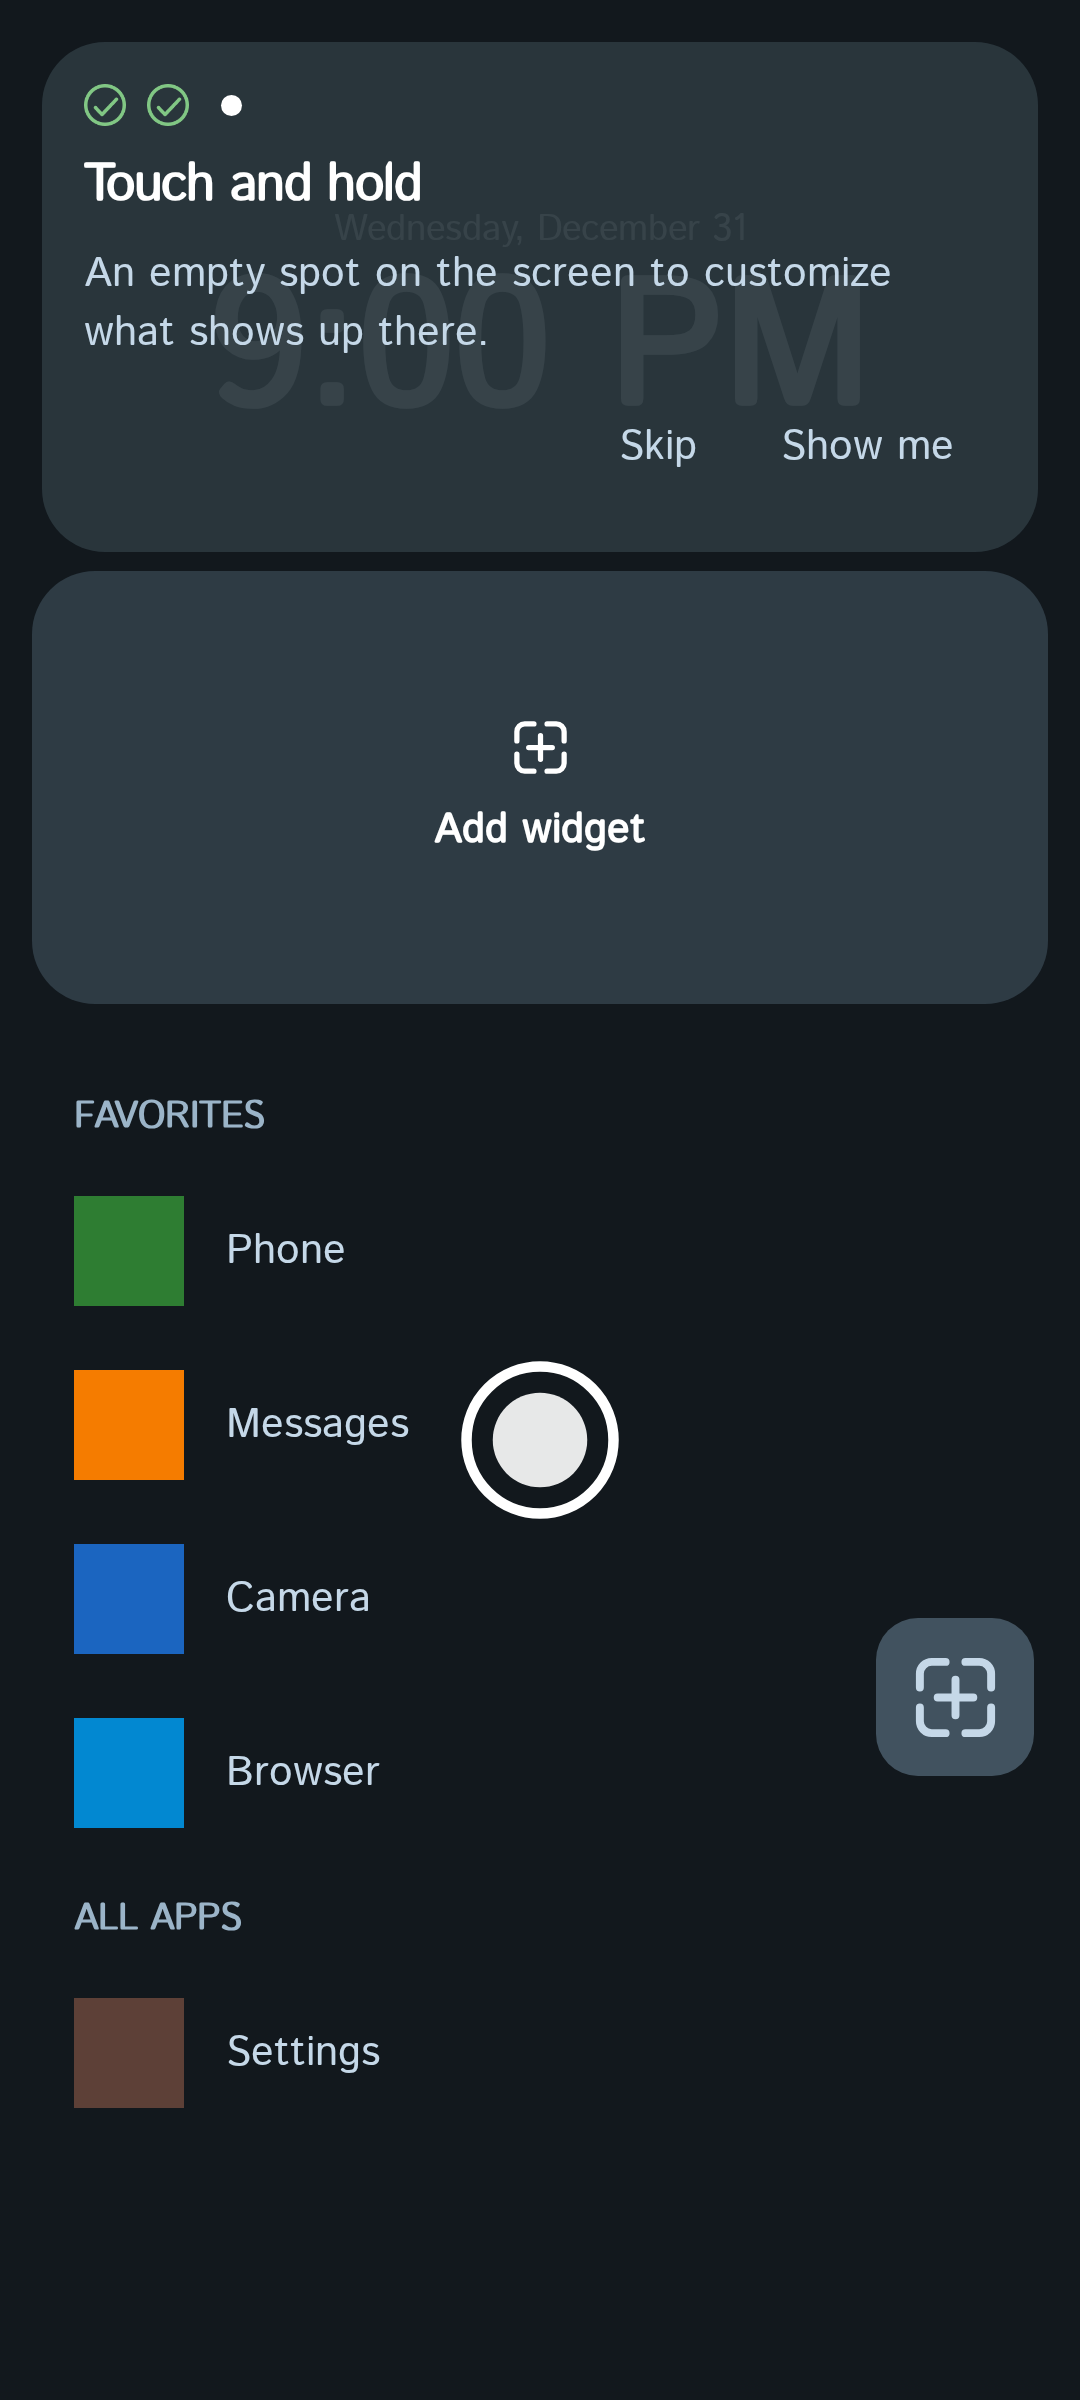 Touch and hold
Wednesday, December 31
An empty spot on the screen to customize
what shows up there.
9:00 PM
Skip
Show me
Add widget
FAVORITES
Phone
Messages
Camera
Browser
ALL APPS
Settings